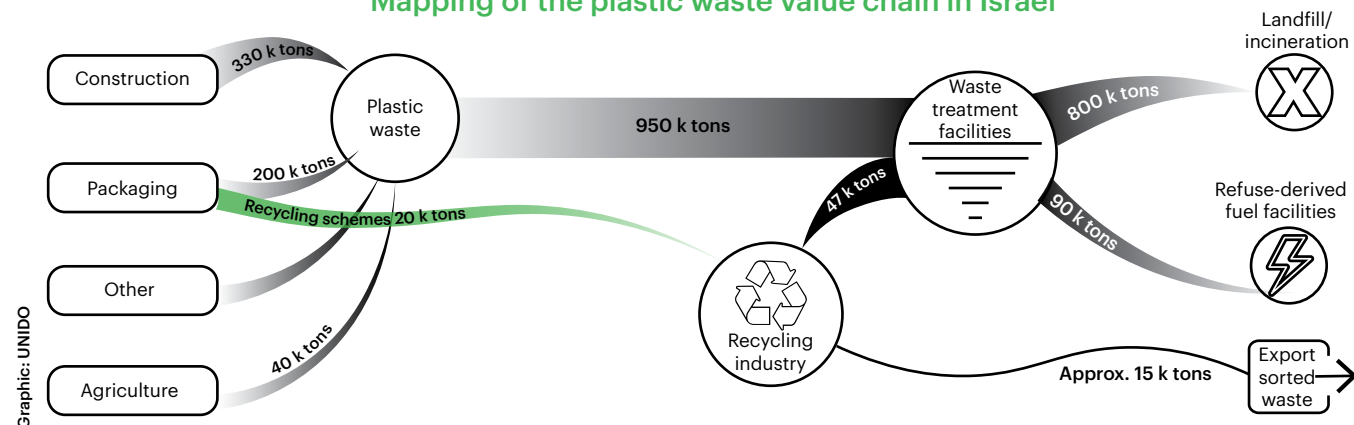 Mapping of the plastic waste value chain in Israel
Construction
330 k tons
Plastic
waste
950 k tons
Waste
treatment
facilities
800 k tons
Landfill/
incineration
X
Packaging
200 k tons
Recycling schemes 20 k tons
47 k tons
90 k tons
Refuse-derived
fuel facilities
Other
Recycling
industry
Agriculture
40 k tons
Approx. 15 k tons
Export
sorted
waste
Graphic: UNIDO